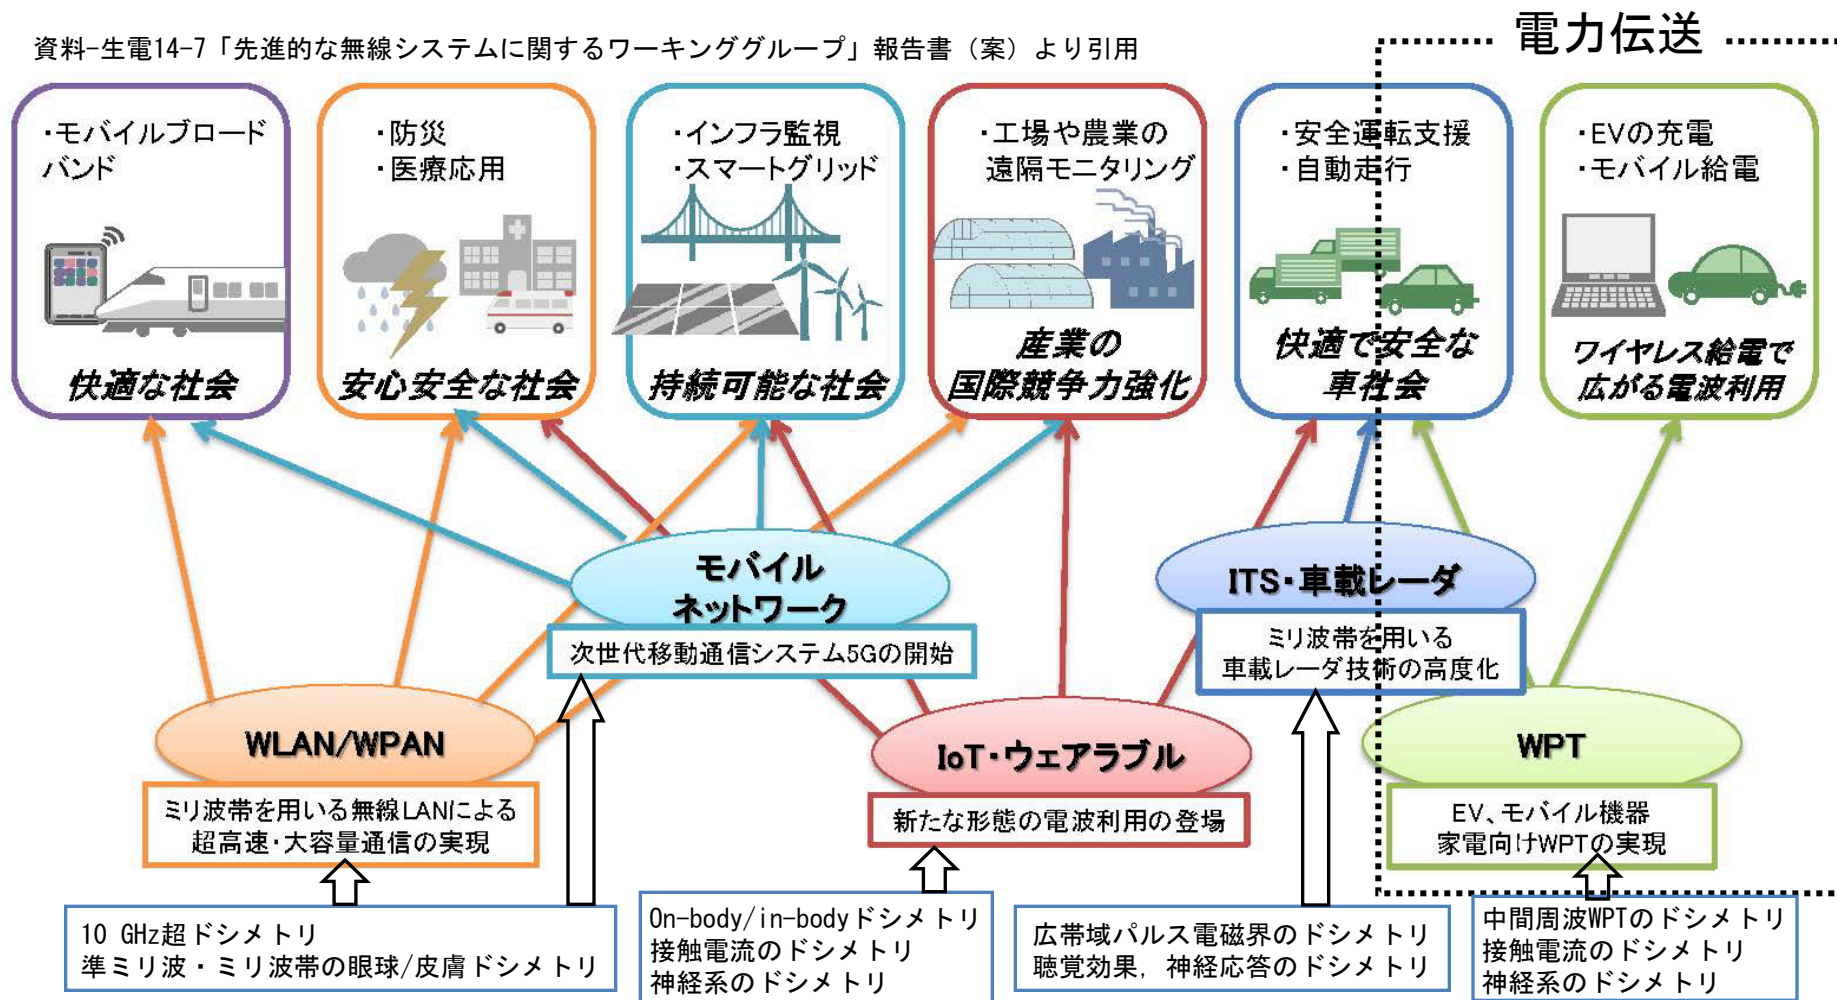 電力伝送
資料-生電14-7「先進的な無線システムに関するワーキンググループ」報告書（案）より引用
・モバイルブロード
バンド
快適な社会
・防災
・医療応用
安心安全な社会
・インフラ監視
・スマートグリッド
持続可能な社会
・工場や農業の
遠隔モニタリング
産業の
国際競争力強化
・安全運転支援
・自動走行
快適で安全な
車社会
・EVの充電
・モバイル給電
ワイヤレス給電で
広がる電波利用
モバイル
ネットワーク
次世代移動通信システム5Gの開始
ITS・車載レーダ
ミリ波帯を用いる
車載レーダ技術の高度化
WLAN/WPAN
ミリ波帯を用いる無線LANによる
超高速・大容量通信の実現
IoT・ウェアラブル
新たな形態の電波利用の登場
WPT
EV、モバイル機器
家電向けWPTの実現
10 GHz超ドシメトリ
準ミリ波・ミリ波帯の眼球/皮膚ドシメトリ
On-body/in-bodyドシメトリ
接触電流のドシメトリ
神経系のドシメトリ
広帯域パルス電磁界のドシメトリ
聴覚効果，神経応答のドシメトリ
中間周波WPTのドシメトリ
接触電流のドシメトリ
神経系のドシメトリ